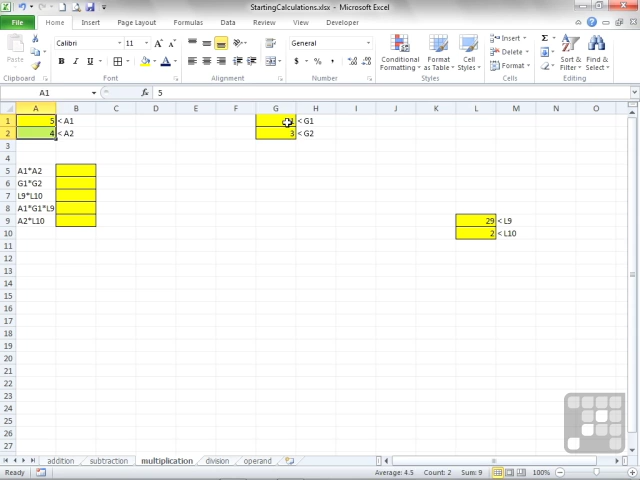 StartingCalculations.xlsx - Microsoft Excel
File Home Insert Page Layout Formulas Data Review View Developer
Calibri 11 General
Paste Conditional Formatting Format as Table Cell Styles Insert Delete Format Sort & Filter Find & Select
Clipboard Font Alignment Number Styles Cells Editing
A1 fx 5
A B C D E F G H I J K L M N O
1 5 < A1 < G1
2 4 < A2 3 < G2
3
4
5 A1*A2
6 G1*G2
7 L9*L10
8 A1*G1*L9
9 A2*L10 29 < L9
10 2 < L10
11
12
13
14
15
16
17
18
19
20
21
22
23
24
25
26
27
addition subtraction multiplication division operand
Ready Average: 4.5 Count: 2 Sum: 9 100%